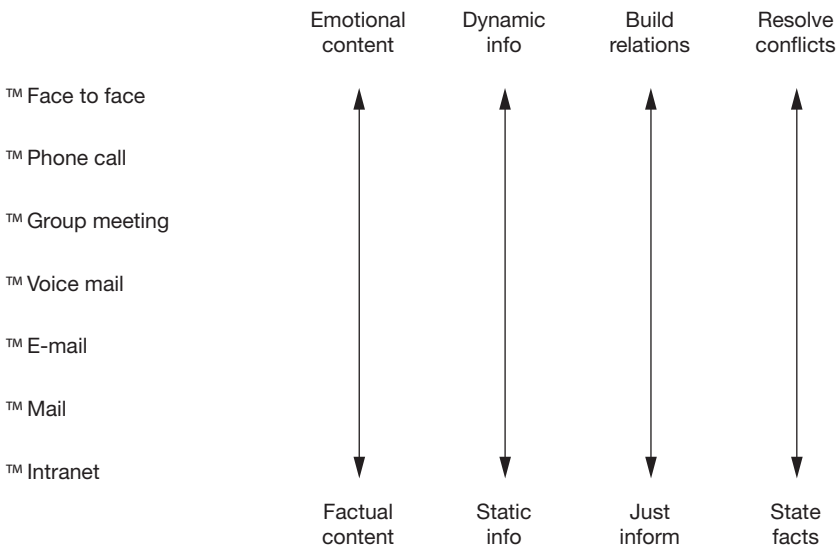 Emotional content
Dynamic info
Build relations
Resolve conflicts
™ Face to face
™ Phone call
™ Group meeting
™ Voice mail
™ E-mail
™ Mail
™ Intranet
Factual content
Static info
Just inform
State facts